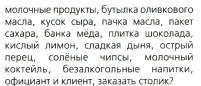 молочные продукты, бутылка оливкового
масла, кусок сыра, пачка масла, пакет
сахара, банка мёда, плитка шоколада,
кислый лимон, сладкая дыня, острый
перец, солёные чипсы, молочный
коктейль, безалкогольные напитки,
официант и клиент, заказать столик?